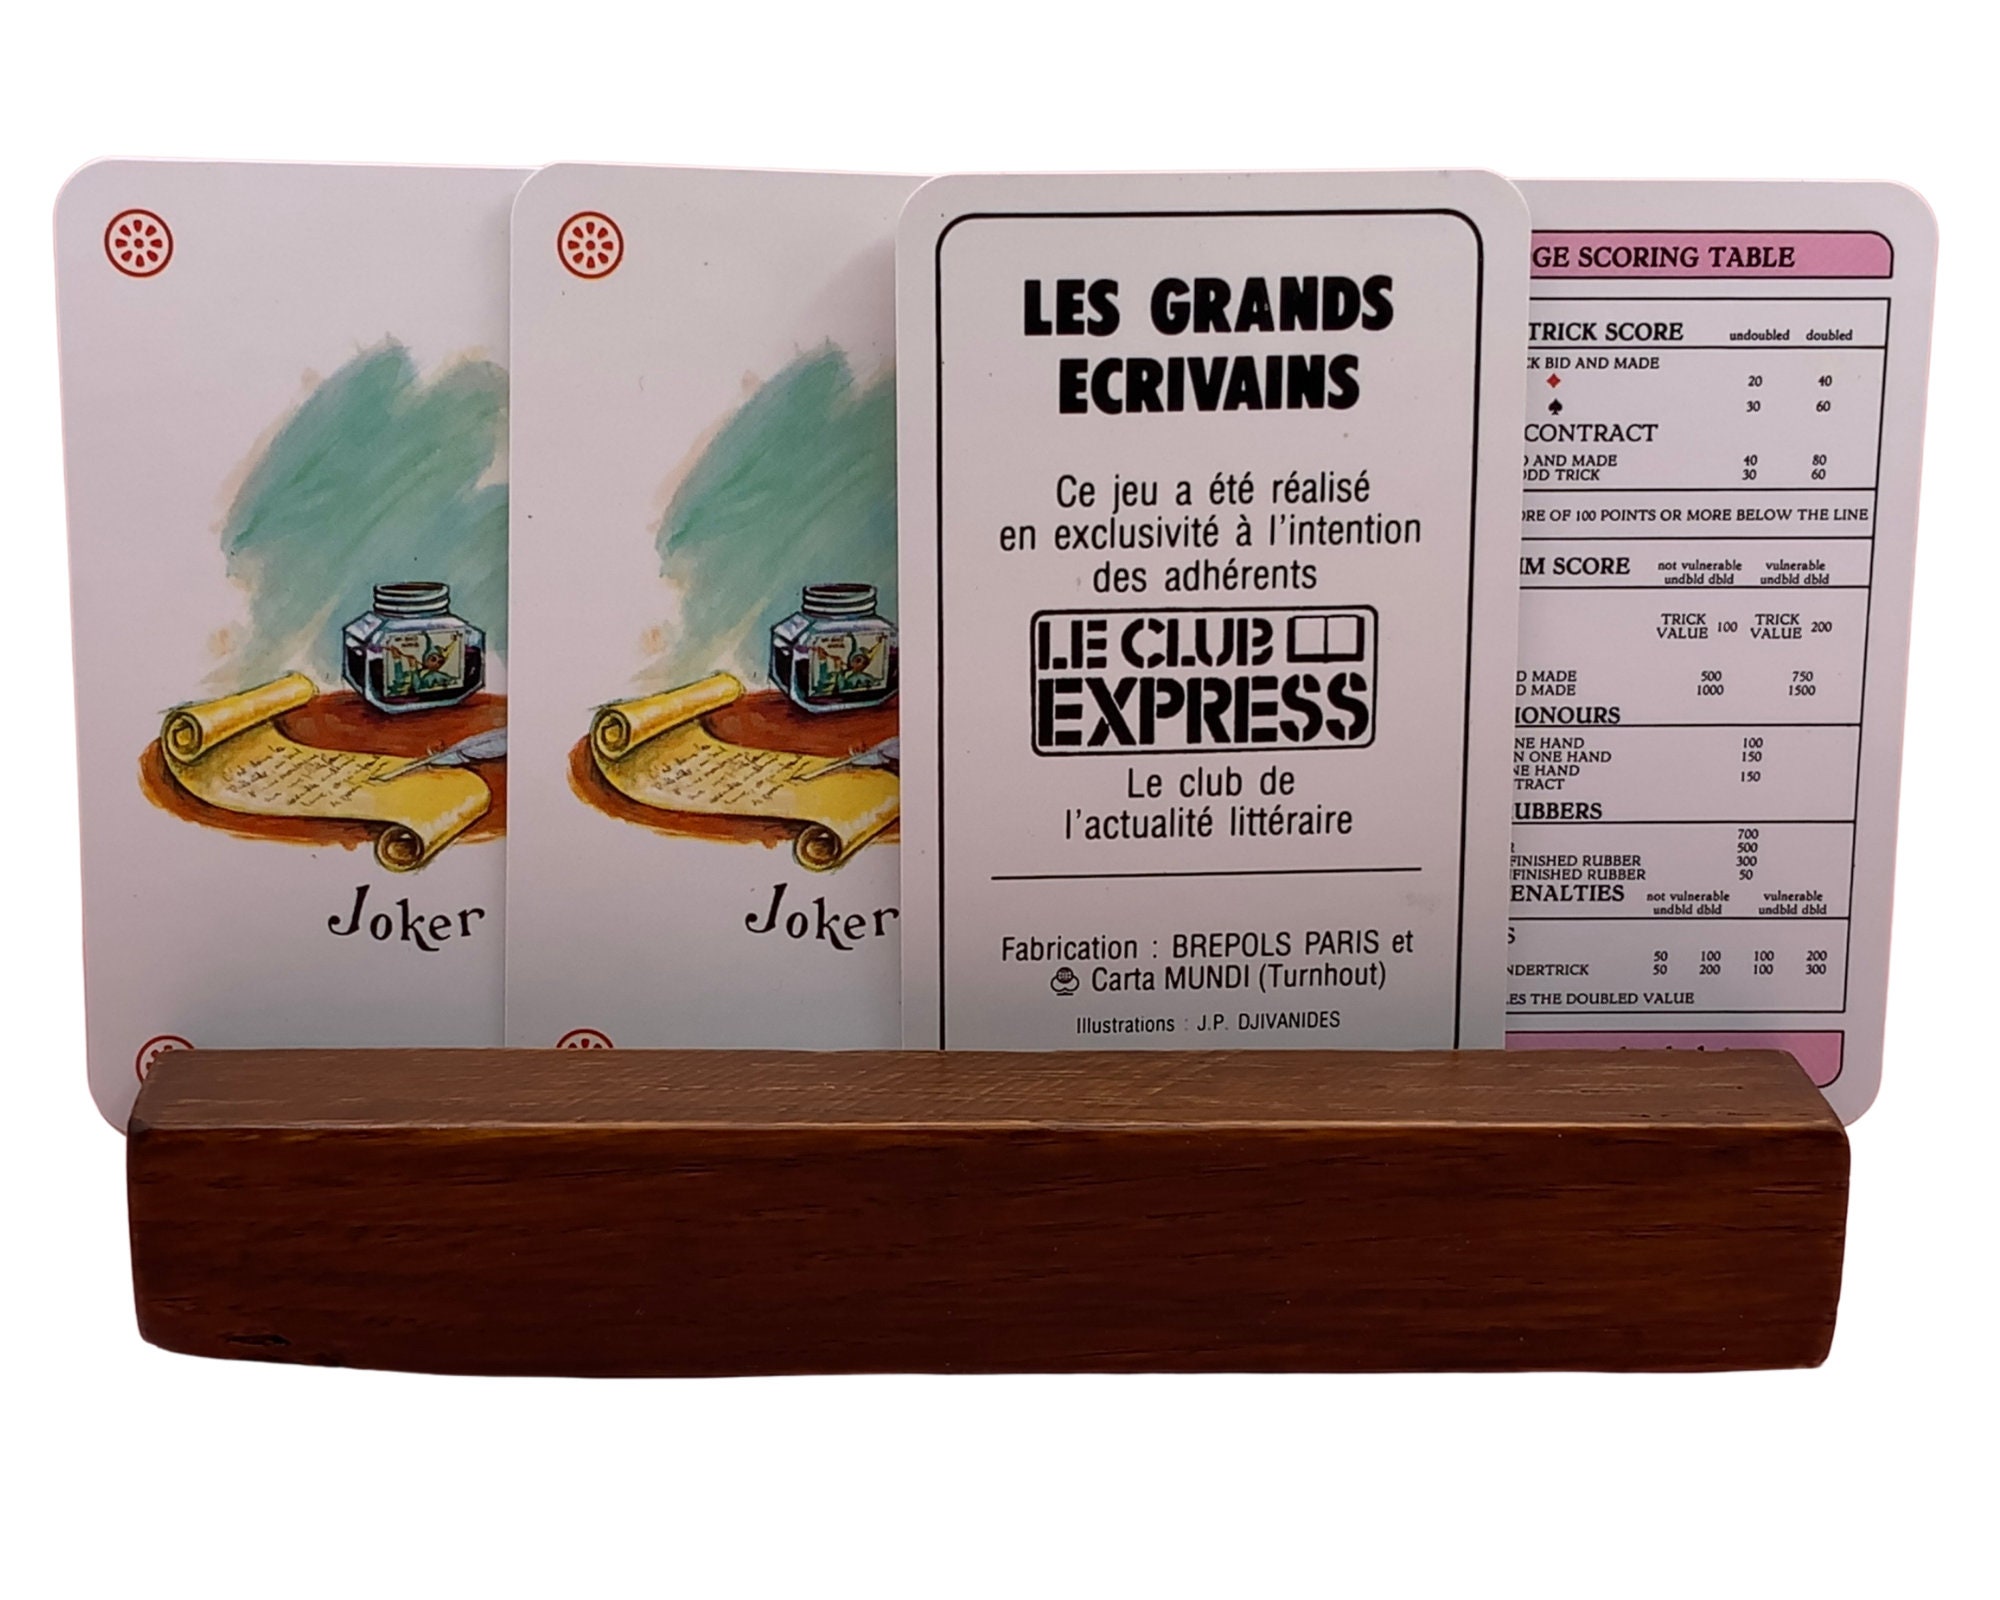 Joker
Joker
LES GRANDS
ECRIVAINS
Ce jeu a été réalisé
en exclusivité à l'intention
des adhérents
LE CLUB
EXPRESS
Le club de
l'actualité littéraire
Fabrication : BREPOLS PARIS et
Carta MUNDI (Turnhout)
Illustrations : J.P. DJIVANIDES
GE SCORING TABLE
TRICK SCORE undoubled doubled
CK BID AND MADE
♦ 20 40
♠ 30 60
CONTRACT
D AND MADE 40 80
ODD TRICK 30 60
ORE OF 100 POINTS OR MORE BELOW THE LINE
IM SCORE not vulnerable vulnerable
undbld dbld undbld dbld
TRICK VALUE 100 TRICK VALUE 200
D MADE 500 750
D MADE 1000 1500
HONOURS
NE HAND 100
N ONE HAND 150
NE HAND
TRACT 150
UBBERS
700
R 500
FINISHED RUBBER 300
FINISHED RUBBER 50
ENALTIES not vulnerable vulnerable
undbld dbld undbld dbld
S
50 100 100 200
NDERTRICK 50 200 100 300
LES THE DOUBLED VALUE